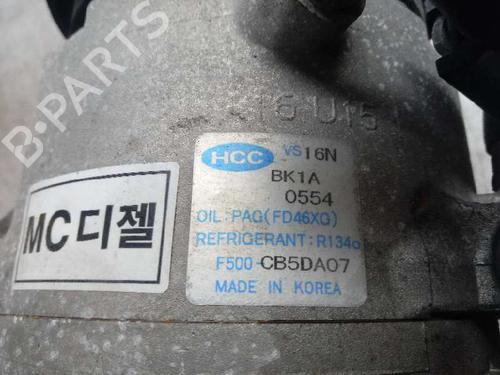 B-PARTS
16 U15
HCC VS16N
BK1A
0554
OIL: PAG(FD46XG)
REFRIGERANT: R134a
F500-CB5DA07
MADE IN KOREA
MC디젤